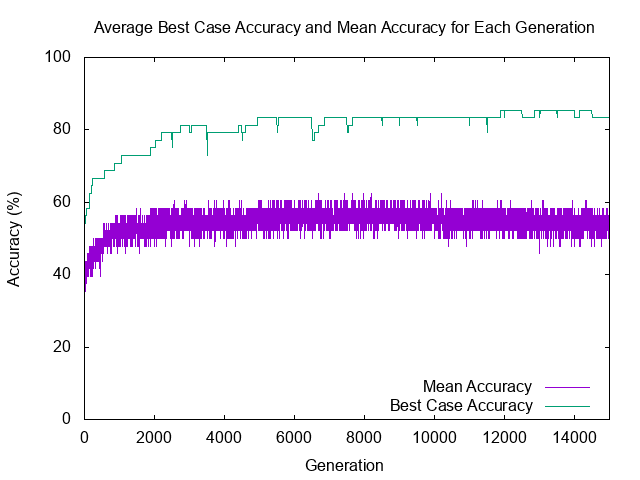 Average Best Case Accuracy and Mean Accuracy for Each Generation
100
80
60
40
20
0
Accuracy (%)
0 2000 4000 6000 8000 10000 12000 14000
Generation
Mean Accuracy
Best Case Accuracy